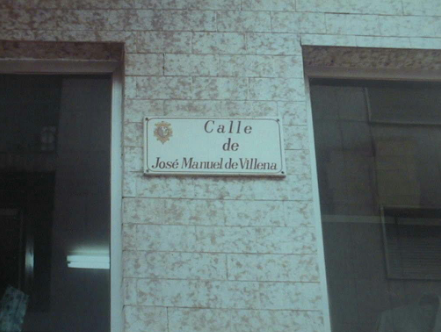 Calle
de
José Manuel de Villena